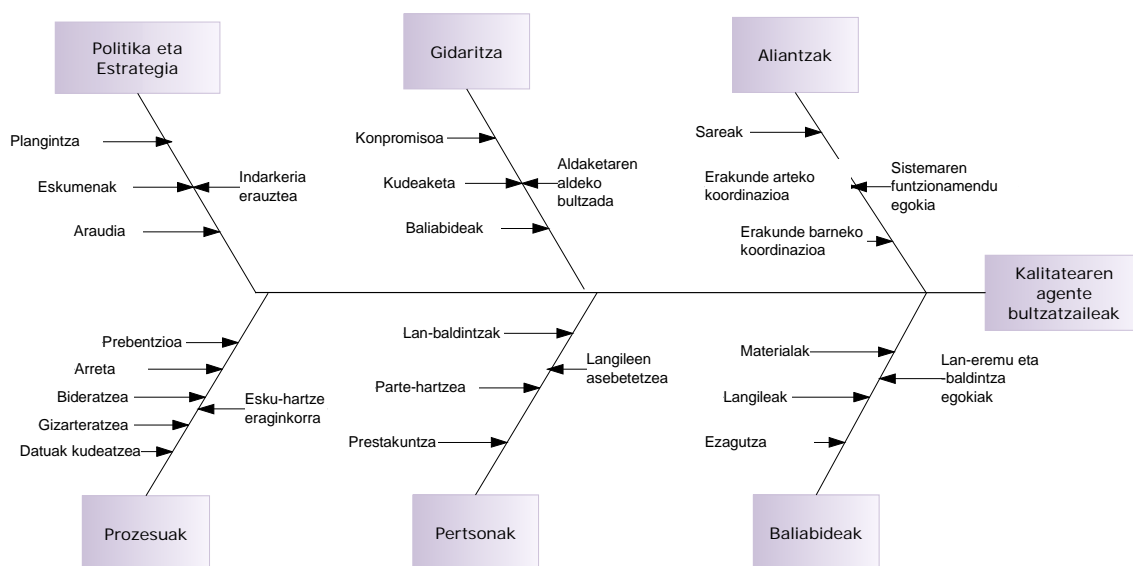 Politika eta
Estrategia
Gidaritza
Aliantzak
Plangintza
Eskumenak
Araudia
Indarkeria
erauztea
Konpromisoa
Kudeaketa
Baliabideak
Aldaketaren
aldeko
bultzada
Sareak
Erakunde arteko
koordinazioa
Erakunde barneko
koordinazioa
Sistemaren
funtzionamendu
egokia
Kalitatearen
agente
bultzatzaileak
Prebentzioa
Arreta
Bideratzea
Gizarteratzea
Datuak kudeatzea
Esku-hartze
eraginkorra
Lan-baldintzak
Parte-hartzea
Prestakuntza
Langileen
asebetetzea
Materialak
Langileak
Ezagutza
Lan-eremu eta
-baldintza
egokiak
Prozesuak
Pertsonak
Baliabideak